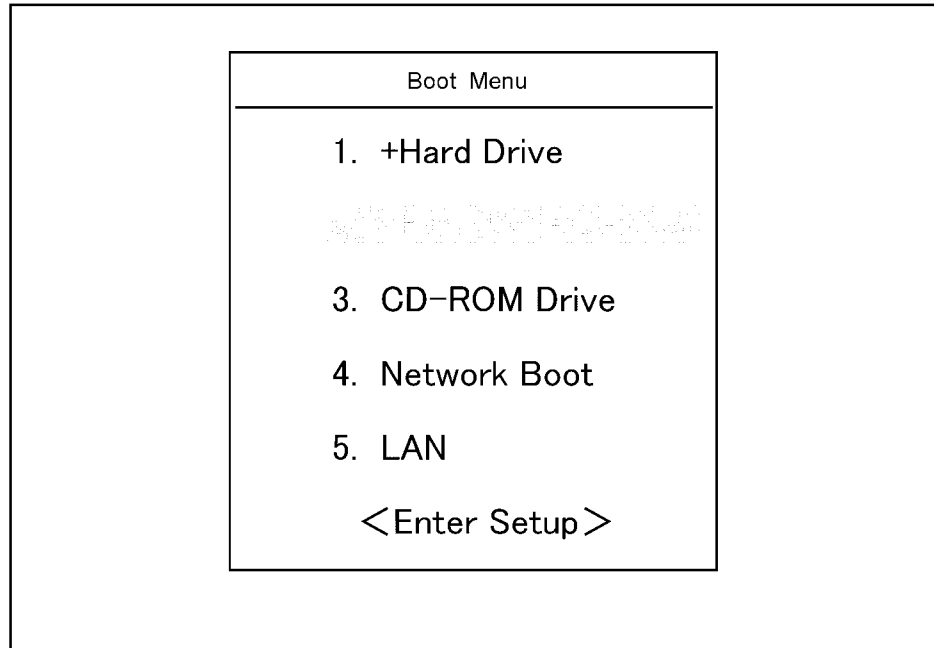 Boot Menu
1. +Hard Drive
3. CD-ROM Drive
4. Network Boot
5. LAN
<Enter Setup>